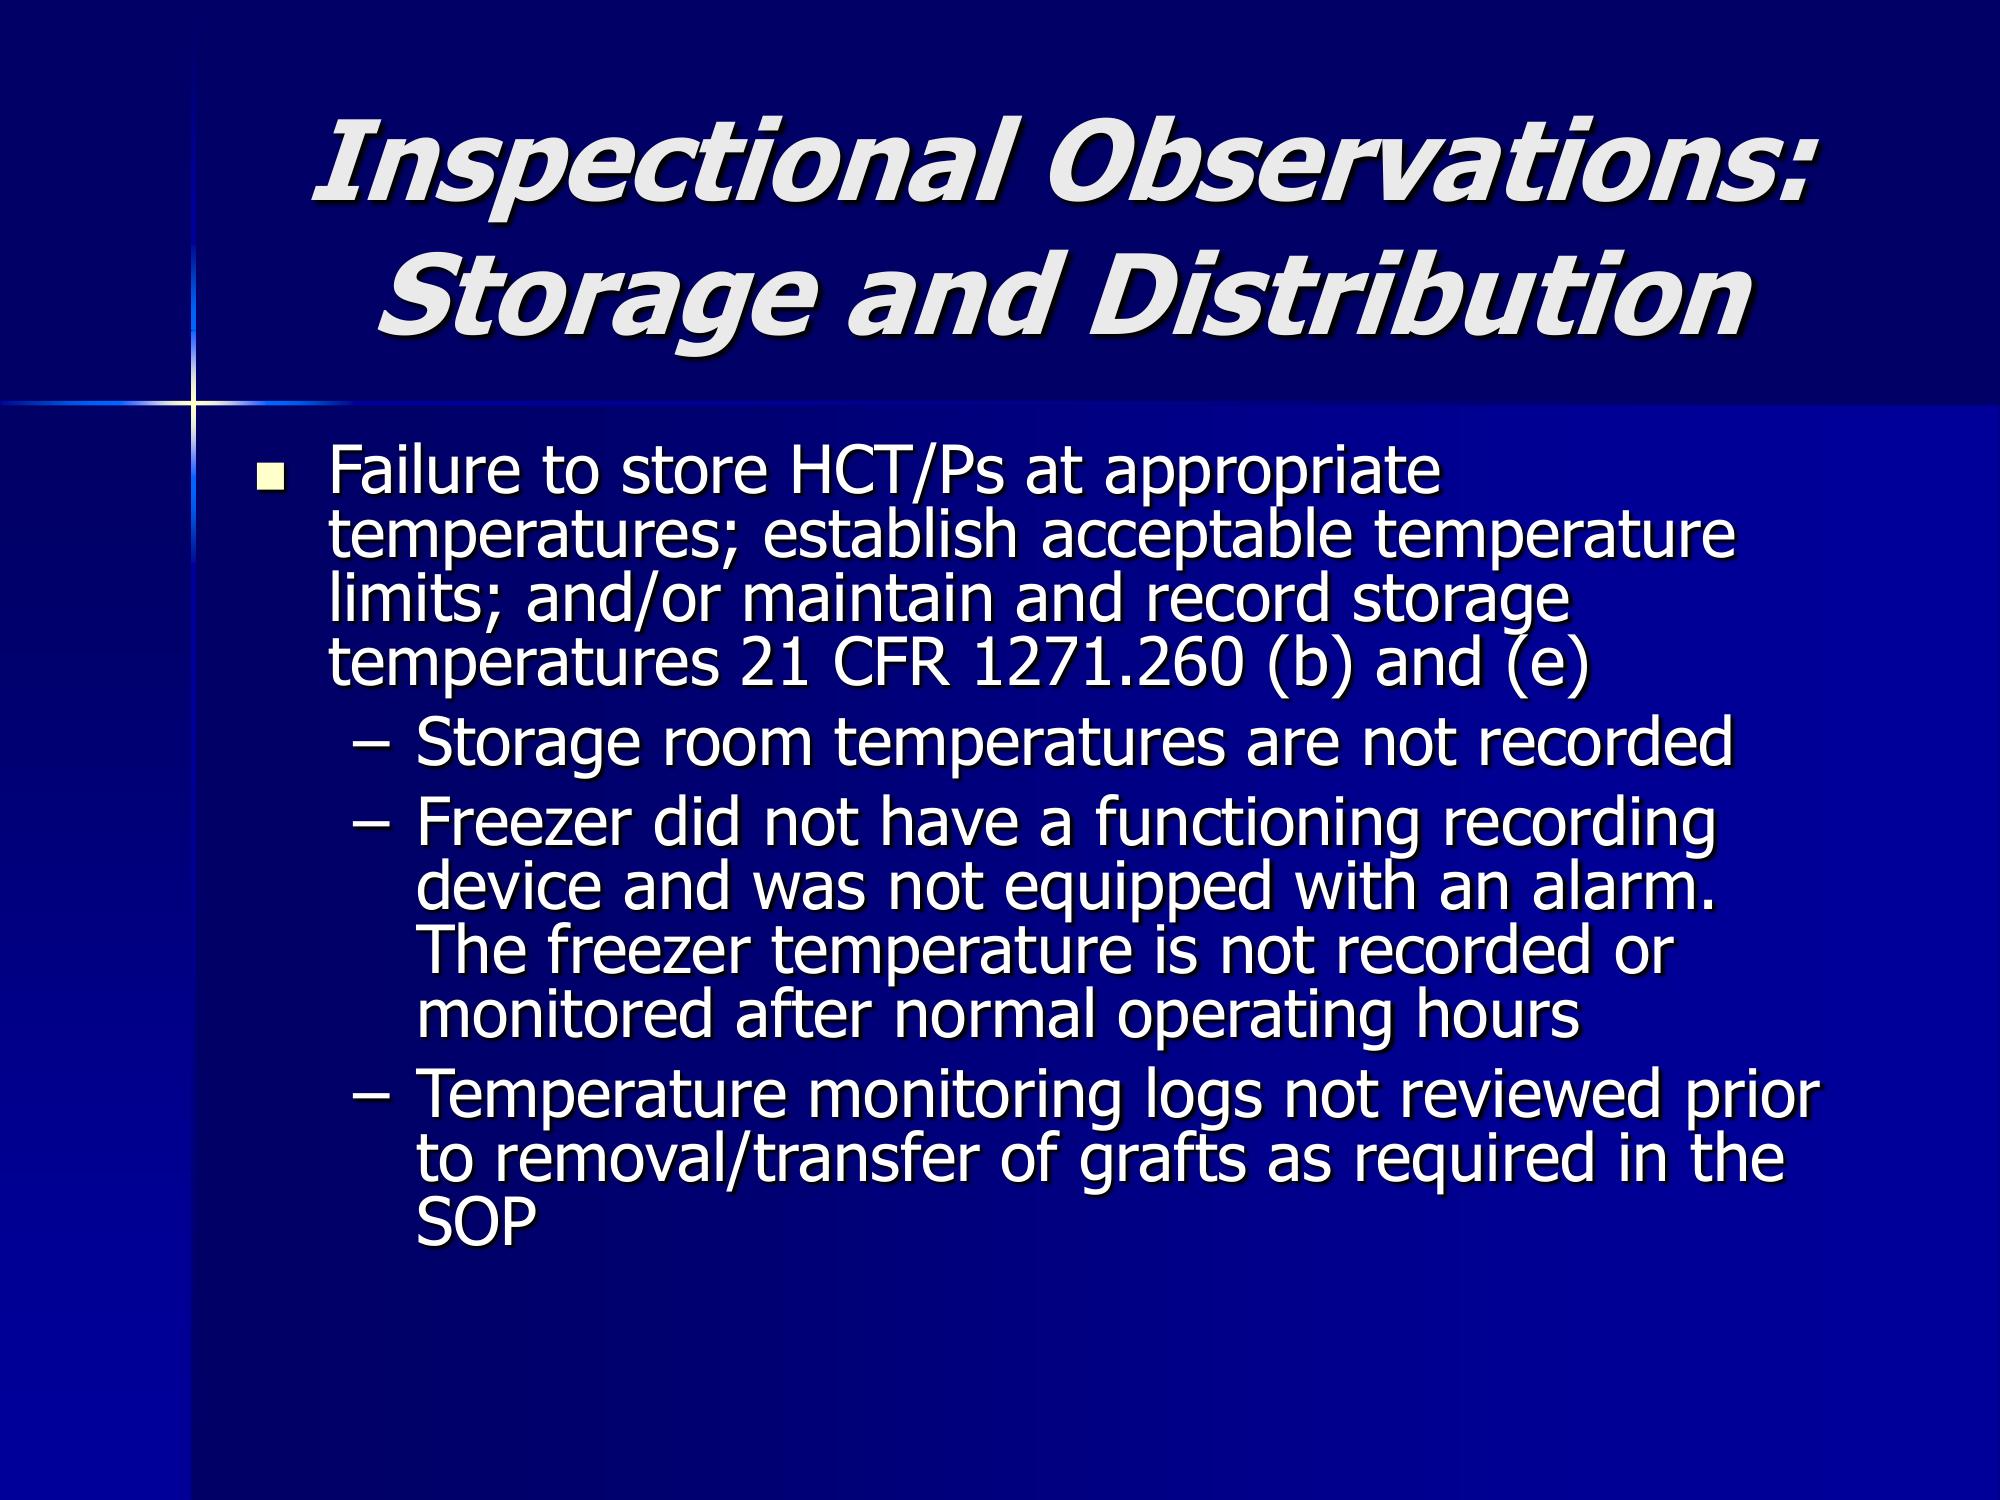 Inspectional Observations:
Storage and Distribution
■ Failure to store HCT/Ps at appropriate
temperatures; establish acceptable temperature
limits; and/or maintain and record storage
temperatures 21 CFR 1271.260 (b) and (e)
– Storage room temperatures are not recorded
– Freezer did not have a functioning recording
device and was not equipped with an alarm.
The freezer temperature is not recorded or
monitored after normal operating hours
– Temperature monitoring logs not reviewed prior
to removal/transfer of grafts as required in the
SOP